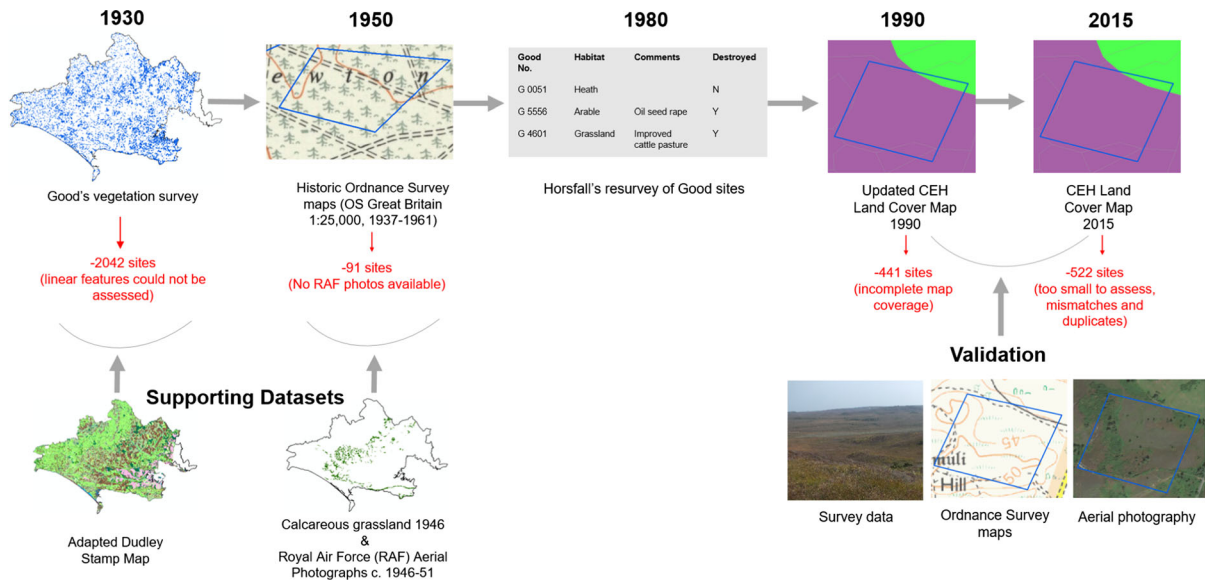 1930
1950
1980
1990
2015
e w t o n
Good No.
Habitat
Comments
Destroyed
G 0051
Heath
N
G 5556
Arable
Oil seed rape
Y
G 4601
Grassland
Improved cattle pasture
Y
Good's vegetation survey
Historic Ordnance Survey
maps (OS Great Britain
1:25,000, 1937-1961)
Horsfall's resurvey of Good sites
Updated CEH
Land Cover Map
1990
CEH Land
Cover Map
2015
-2042 sites
(linear features could not be
assessed)
-91 sites
(No RAF photos available)
-441 sites
(incomplete map
coverage)
-522 sites
(too small to assess,
mismatches and
duplicates)
Supporting Datasets
Validation
Adapted Dudley
Stamp Map
Calcareous grassland 1946
&
Royal Air Force (RAF) Aerial
Photographs c. 1946-51
45
50
muli
Hill
Survey data
Ordnance Survey
maps
Aerial photography